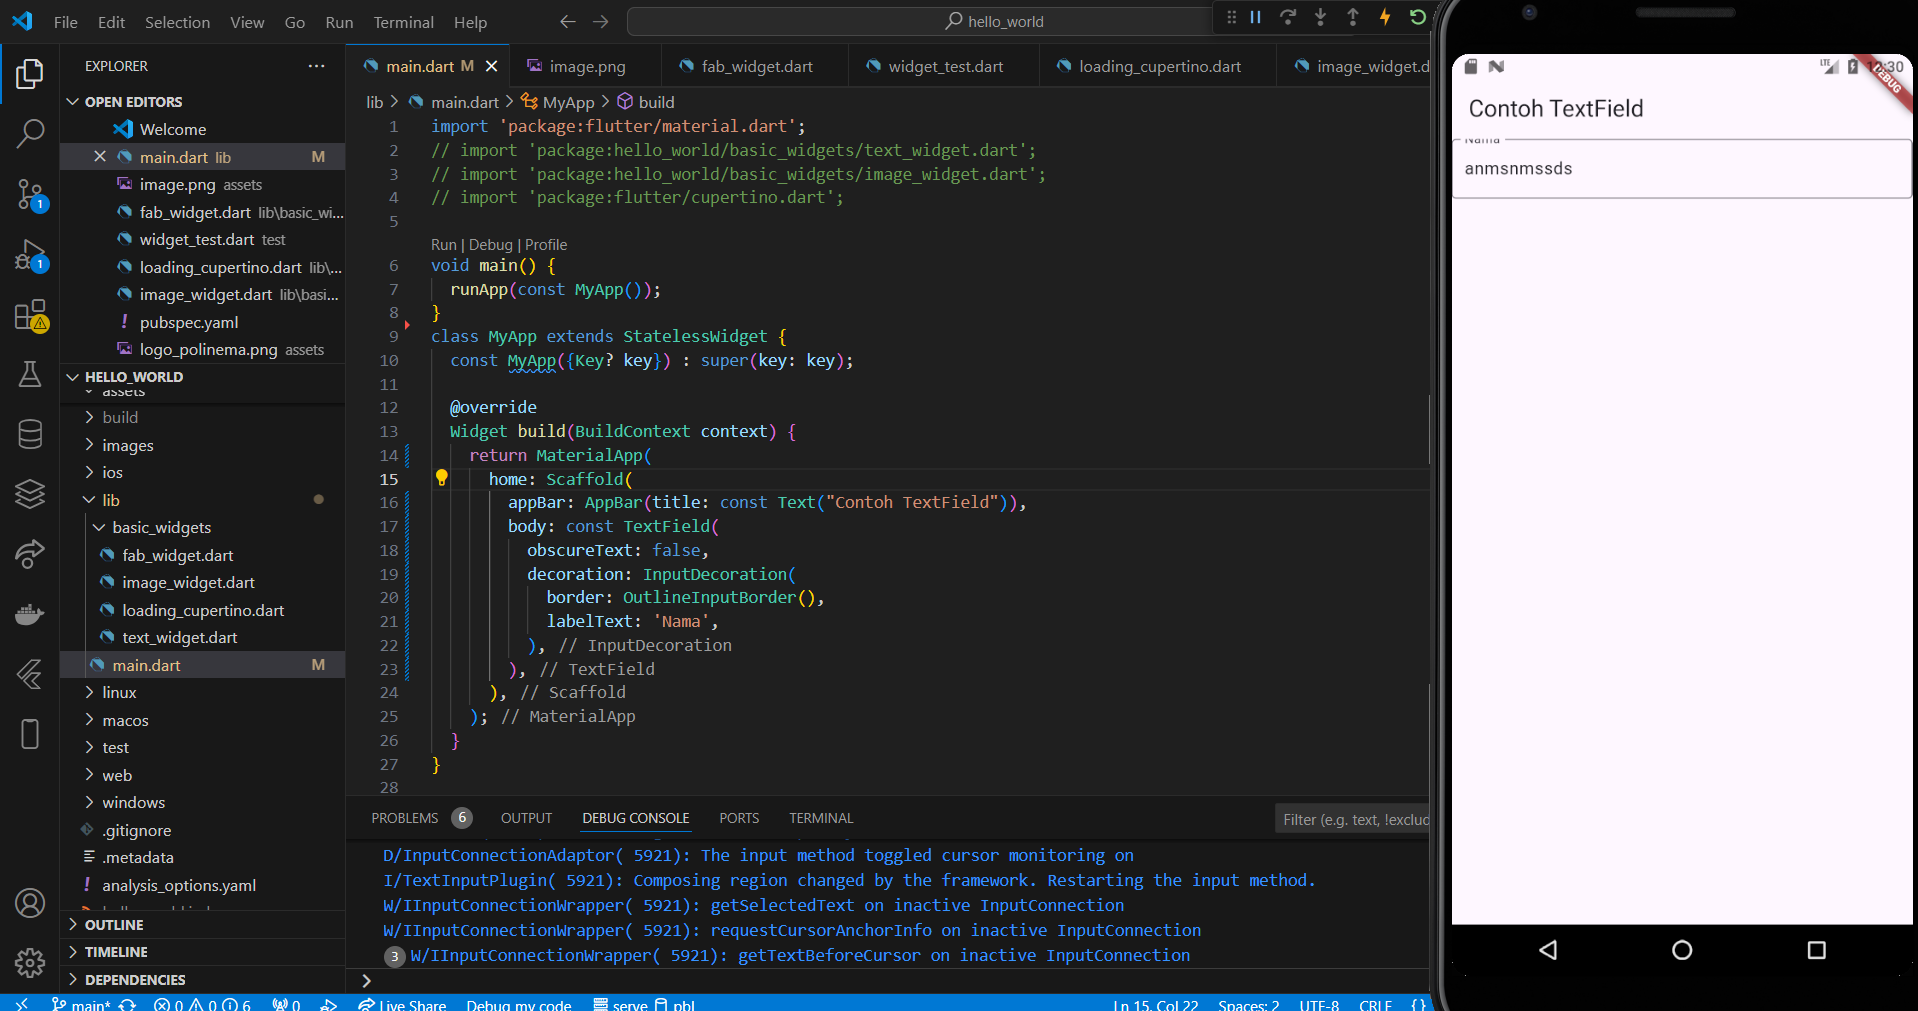 File Edit Selection View Go Run Terminal Help
hello_world
EXPLORER
OPEN EDITORS
Welcome
main.dart lib M
image.png assets
fab_widget.dart lib\basic_wi...
widget_test.dart test
loading_cupertino.dart lib\...
image_widget.dart lib\basi...
! pubspec.yaml
logo_polinema.png assets
HELLO_WORLD
assets
build
images
ios
lib
basic_widgets
fab_widget.dart
image_widget.dart
loading_cupertino.dart
text_widget.dart
main.dart M
linux
macos
test
web
windows
.gitignore
.metadata
! analysis_options.yaml
OUTLINE
TIMELINE
DEPENDENCIES
1
1
main.dart M
image.png
fab_widget.dart
widget_test.dart
loading_cupertino.dart
image_widget.d
lib > main.dart > MyApp > build
1 import 'package:flutter/material.dart';
2 // import 'package:hello_world/basic_widgets/text_widget.dart';
3 // import 'package:hello_world/basic_widgets/image_widget.dart';
4 // import 'package:flutter/cupertino.dart';
5
Run | Debug | Profile
6 void main() {
7 runApp(const MyApp());
8 }
9 class MyApp extends StatelessWidget {
10 const MyApp({Key? key}) : super(key: key);
11
12 @override
13 Widget build(BuildContext context) {
14 return MaterialApp(
15 home: Scaffold(
16 appBar: AppBar(title: const Text("Contoh TextField")),
17 body: const TextField(
18 obscureText: false,
19 decoration: InputDecoration(
20 border: OutlineInputBorder(),
21 labelText: 'Nama',
22 ), // InputDecoration
23 ), // TextField
24 ), // Scaffold
25 ); // MaterialApp
26 }
27 }
28
PROBLEMS 6 OUTPUT DEBUG CONSOLE PORTS TERMINAL
Filter (e.g. text, !exclud
D/InputConnectionAdaptor( 5921): The input method toggled cursor monitoring on
I/TextInputPlugin( 5921): Composing region changed by the framework. Restarting the input method.
W/IInputConnectionWrapper( 5921): getSelectedText on inactive InputConnection
W/IInputConnectionWrapper( 5921): requestCursorAnchorInfo on inactive InputConnection
3 W/IInputConnectionWrapper( 5921): getTextBeforeCursor on inactive InputConnection
>
main* 0 0 6 0 Live Share Debug my code serve pbl
Ln 15, Col 22 Spaces: 2 UTF-8 CRLF {}
LTE
DEBUG
Contoh TextField
Nama
anmsnmssds